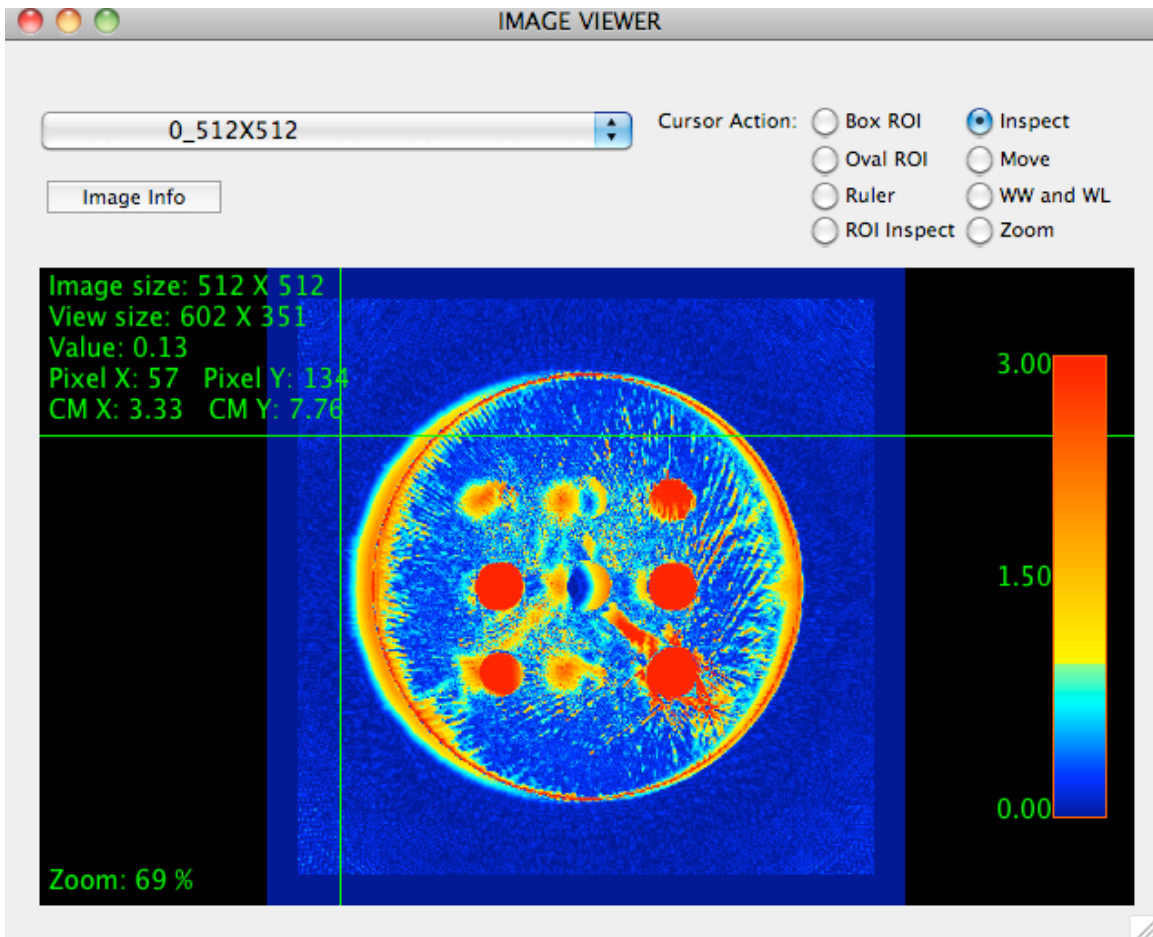 IMAGE VIEWER
0_512X512
Cursor Action:
Box ROI
Inspect
Oval ROI
Move
Image Info
Ruler
WW and WL
ROI Inspect
Zoom
Image size: 512 X 512
View size: 602 X 351
Value: 0.13
Pixel X: 57 Pixel Y: 134
CM X: 3.33 CM Y: 7.76
3.00
1.50
0.00
Zoom: 69 %